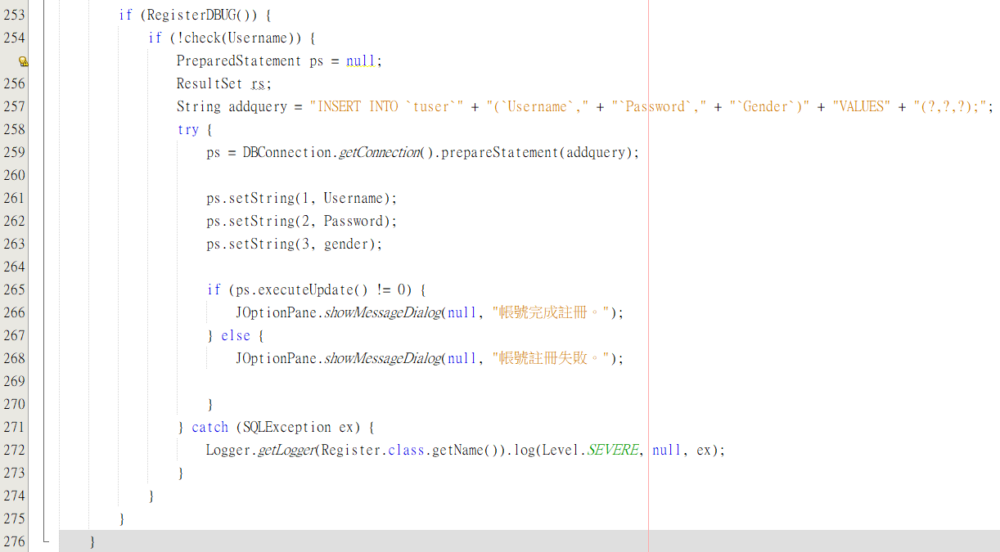 253 if (RegisterDBUG()) {
254 if (!check(Username)) {
PreparedStatement ps = null;
256 ResultSet rs;
257 String addquery = "INSERT INTO `tuser`" + "(`Username`," + "`Password`," + "`Gender`)" + "VALUES" + "(?,?,?);";
258 try {
259 ps = DBConnection.getConnection().prepareStatement(addquery);
260
261 ps.setString(1, Username);
262 ps.setString(2, Password);
263 ps.setString(3, gender);
264
265 if (ps.executeUpdate() != 0) {
266 JOptionPane.showMessageDialog(null, "帳號完成註冊。");
267 } else {
268 JOptionPane.showMessageDialog(null, "帳號註冊失敗。");
269
270 }
271 } catch (SQLException ex) {
272 Logger.getLogger(Register.class.getName()).log(Level.SEVERE, null, ex);
273 }
274 }
275 }
276 }